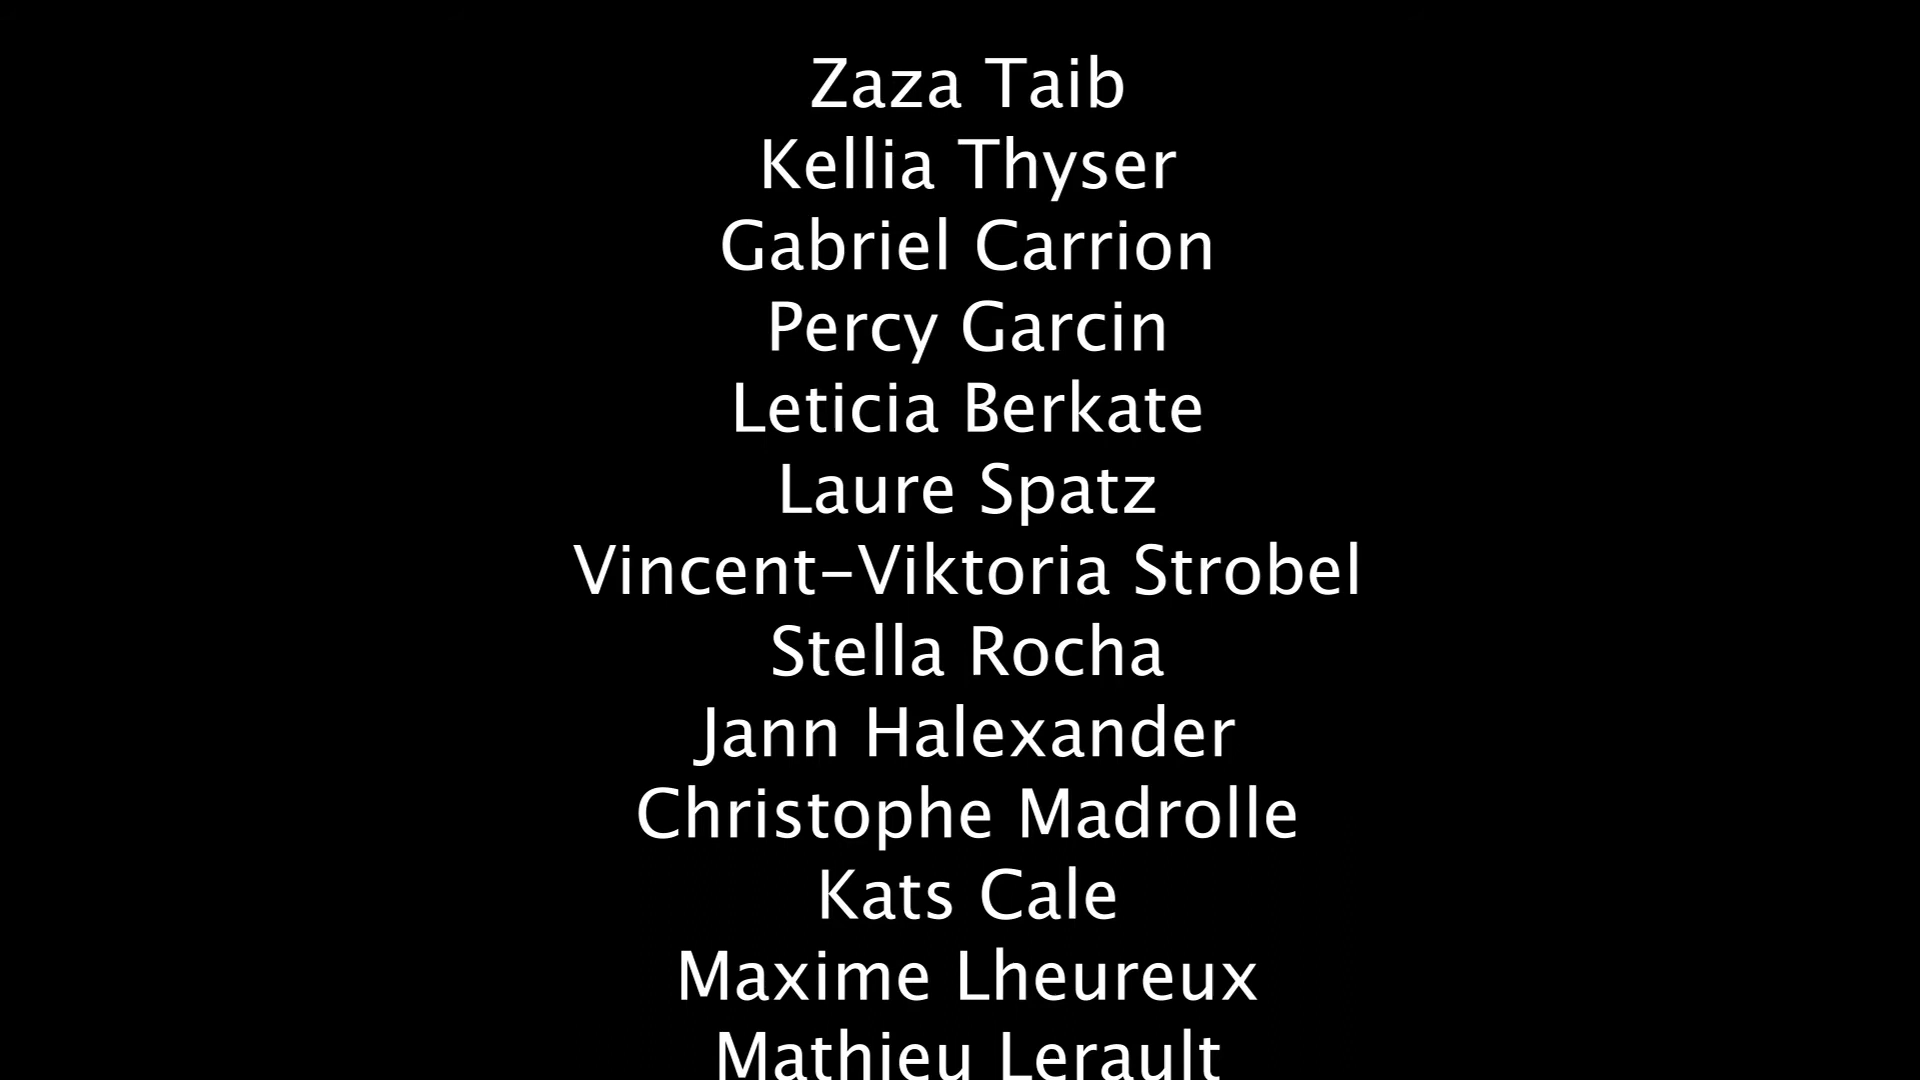 Zaza Taib
Kellia Thyser
Gabriel Carrion
Percy Garcin
Leticia Berkate
Laure Spatz
Vincent-Viktoria Strobel
Stella Rocha
Jann Halexander
Christophe Madrolle
Kats Cale
Maxime Lheureux
Mathieu Lerault